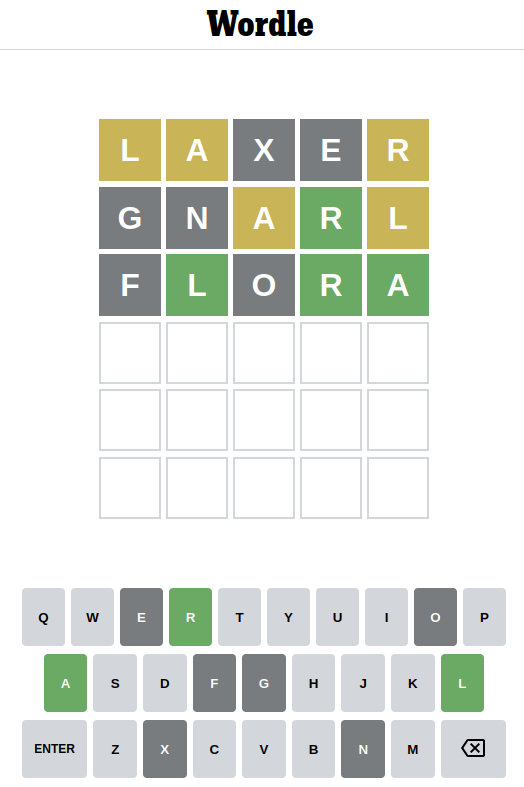 Wordle
L A X E R
G N A R L
F L O R A
Q W E R T Y U I O P
A S D F G H J K L
ENTER Z X C V B N M